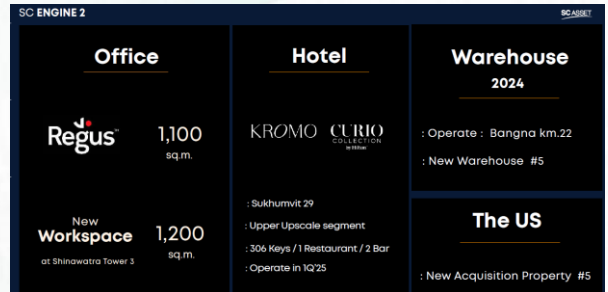 SC ENGINE 2
SC ASSET
Office
Regus™
1,100
sq.m.
New
Workspace
at Shinawatra Tower 3
1,200
sq.m.
Hotel
KROMO
CURIO
COLLECTION
by Hilton
: Sukhumvit 29
: Upper Upscale segment
: 306 Keys / 1 Restaurant / 2 Bar
: Operate in 1Q'25
Warehouse
2024
: Operate : Bangna km.22
: New Warehouse #5
The US
: New Acquisition Property #5